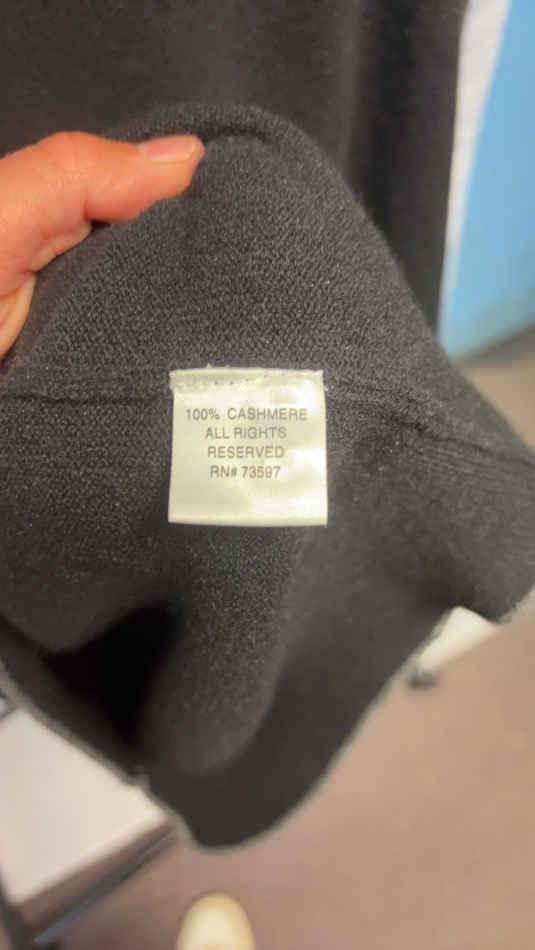 100% CASHMERE
ALL RIGHTS
RESERVED
RN# 73597